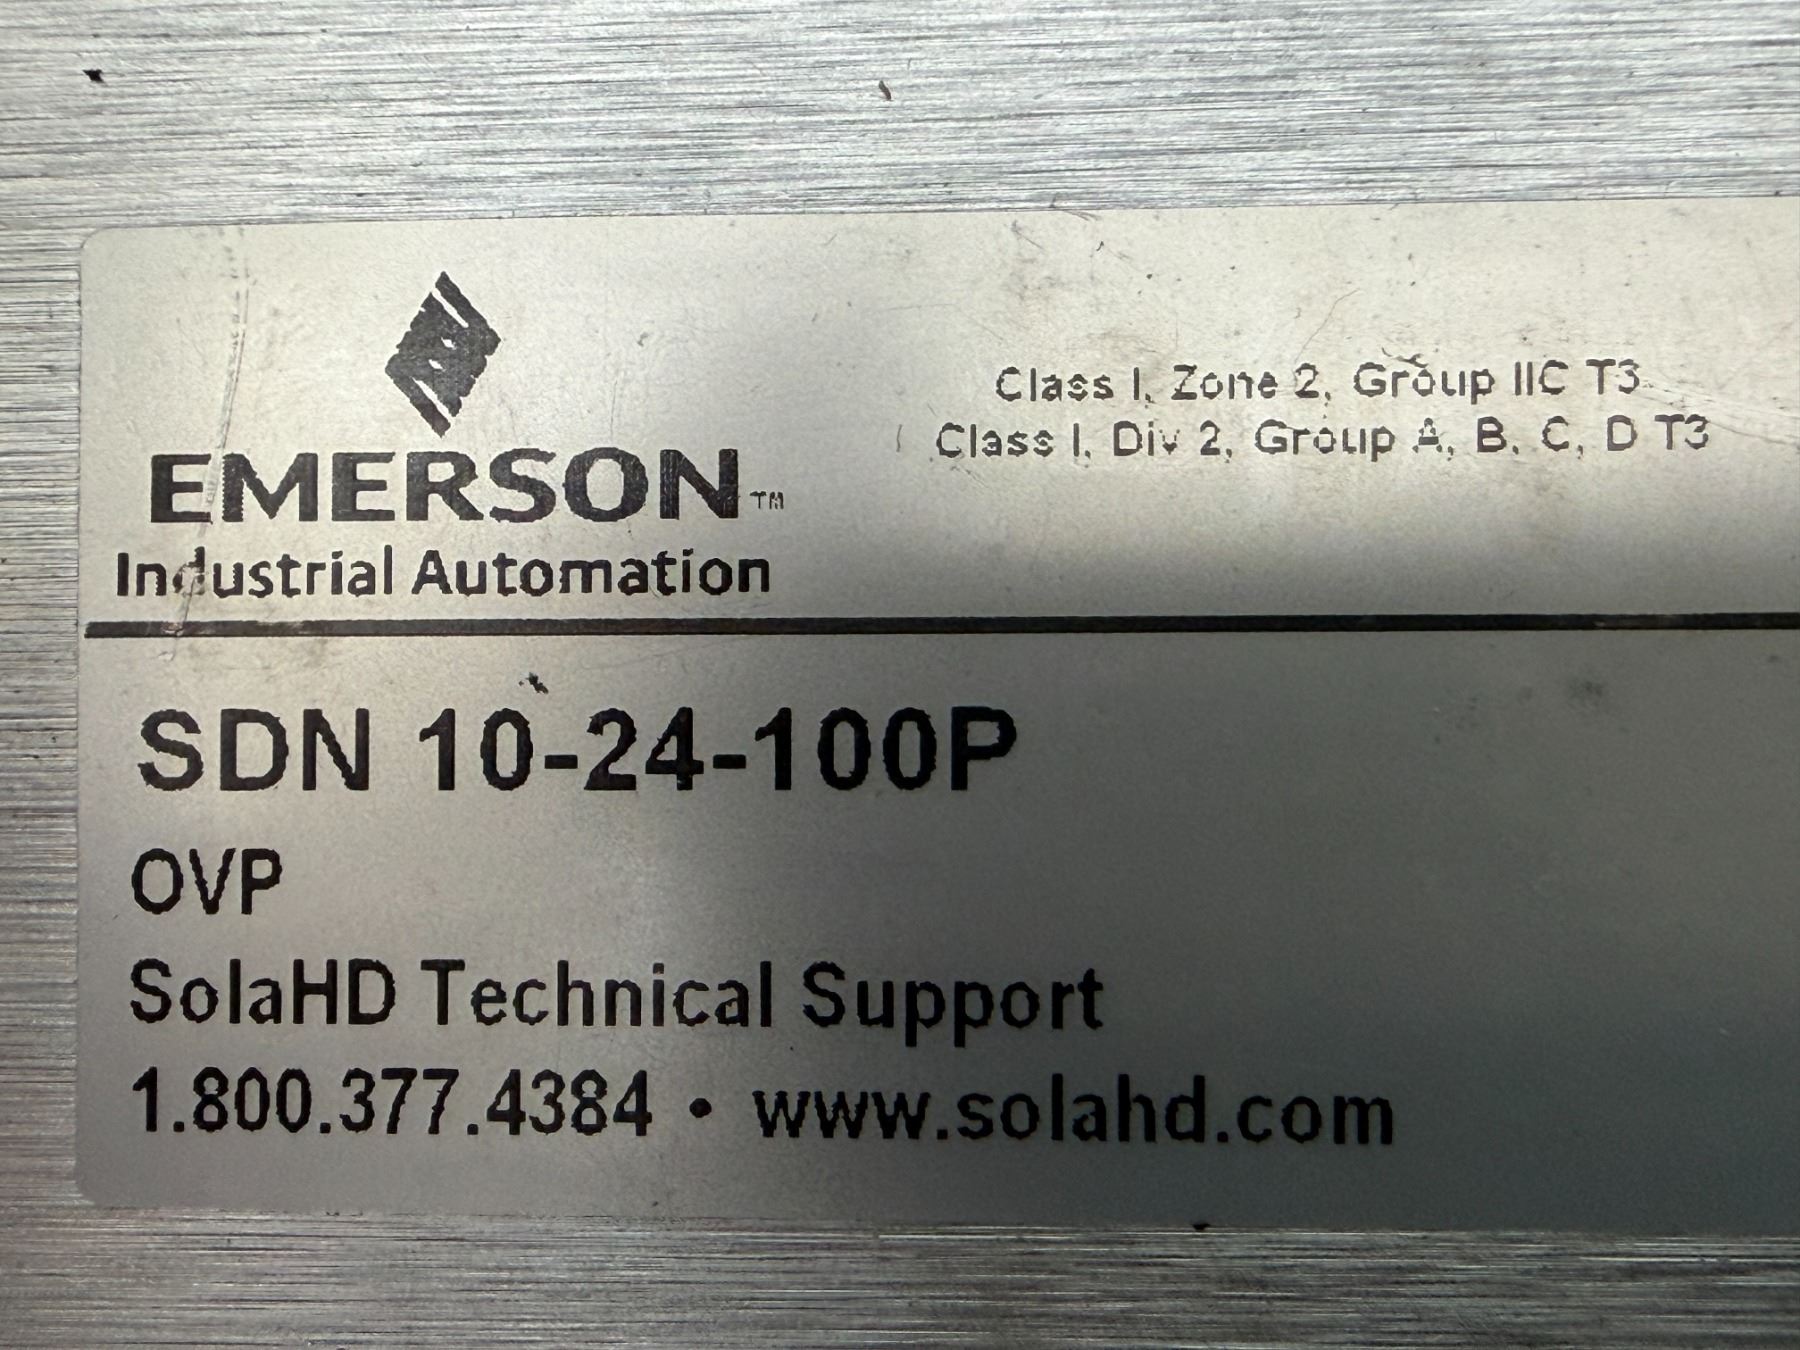 EMERSON™
Industrial Automation
Class I, Zone 2, Group IIC T3
Class I, Div 2, Group A, B, C, D T3
SDN 10-24-100P
OVP
SolaHD Technical Support
1.800.377.4384 • www.solahd.com